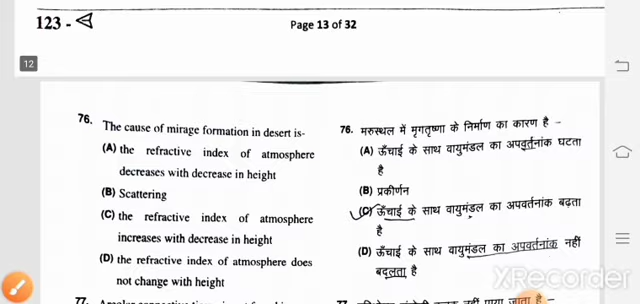 123 -
Page 13 of 32
12
76. The cause of mirage formation in desert is-
(A) the refractive index of atmosphere
decreases with decrease in height
(B) Scattering
(C) the refractive index of atmosphere
increases with decrease in height
(D) the refractive index of atmosphere does
not change with height
76. मरुस्थल में मृगतृष्णा के निर्माण का कारण है –
(A) ऊँचाई के साथ वायुमंडल का अपवर्तनांक घटता
है
(B) प्रकीर्णन
(C) ऊँचाई के साथ वायुमंडल का अपवर्तनांक बढ़ता
है
(D) ऊँचाई के साथ वायुमंडल का अपवर्तनांक नहीं
बदलता है
XRecorder
77.
77.